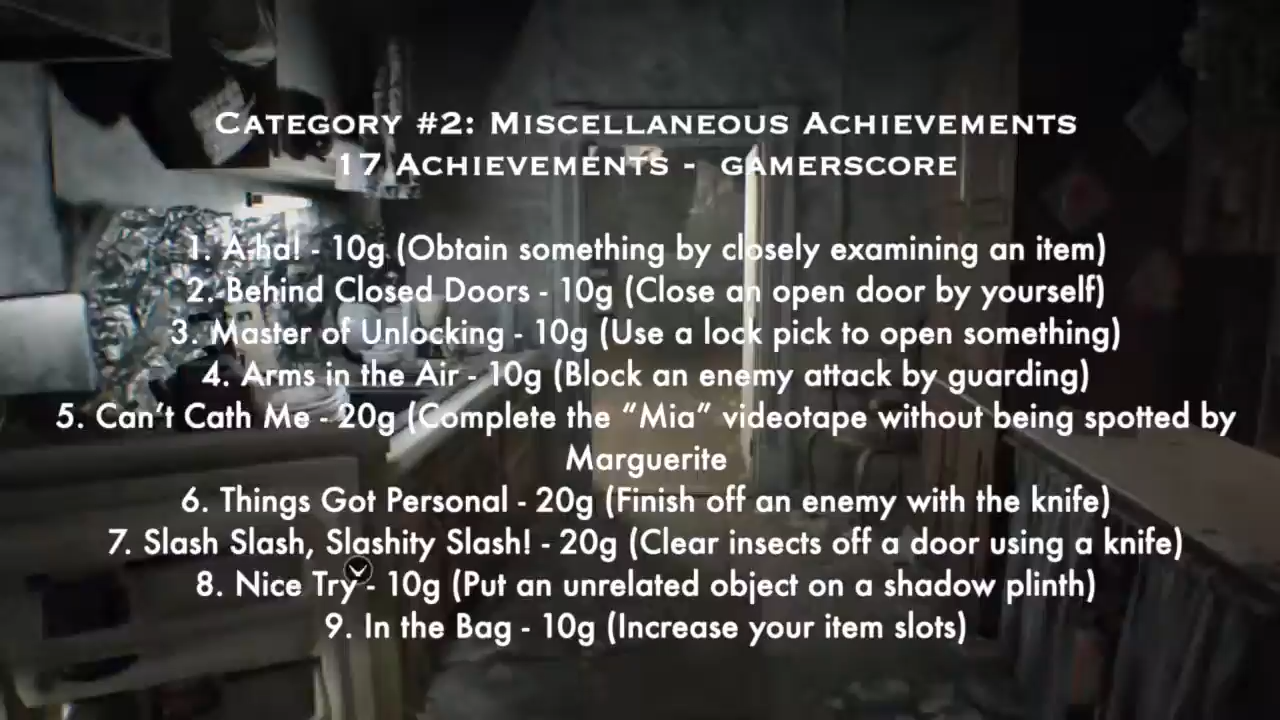 Category #2: Miscellaneous Achievements
17 Achievements - gamerscore
1. A-ha! - 10g (Obtain something by closely examining an item)
2. Behind Closed Doors - 10g (Close an open door by yourself)
3. Master of Unlocking - 10g (Use a lock pick to open something)
4. Arms in the Air - 10g (Block an enemy attack by guarding)
5. Can’t Cath Me - 20g (Complete the “Mia” videotape without being spotted by
Marguerite
6. Things Got Personal - 20g (Finish off an enemy with the knife)
7. Slash Slash, Slashity Slash! - 20g (Clear insects off a door using a knife)
8. Nice Try - 10g (Put an unrelated object on a shadow plinth)
9. In the Bag - 10g (Increase your item slots)